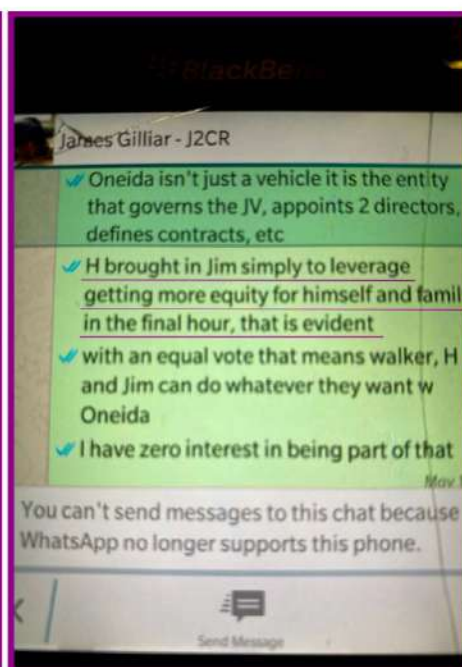 BlackBe
James Gilliar - J2CR
Oneida isn't just a vehicle it is the entity
that governs the JV, appoints 2 directors,
defines contracts, etc
H brought in Jim simply to leverage
getting more equity for himself and famil
in the final hour, that is evident
with an equal vote that means walker, H
and Jim can do whatever they want w
Oneida
I have zero interest in being part of that
May 1
You can't send messages to this chat because
WhatsApp no longer supports this phone.
Send Message